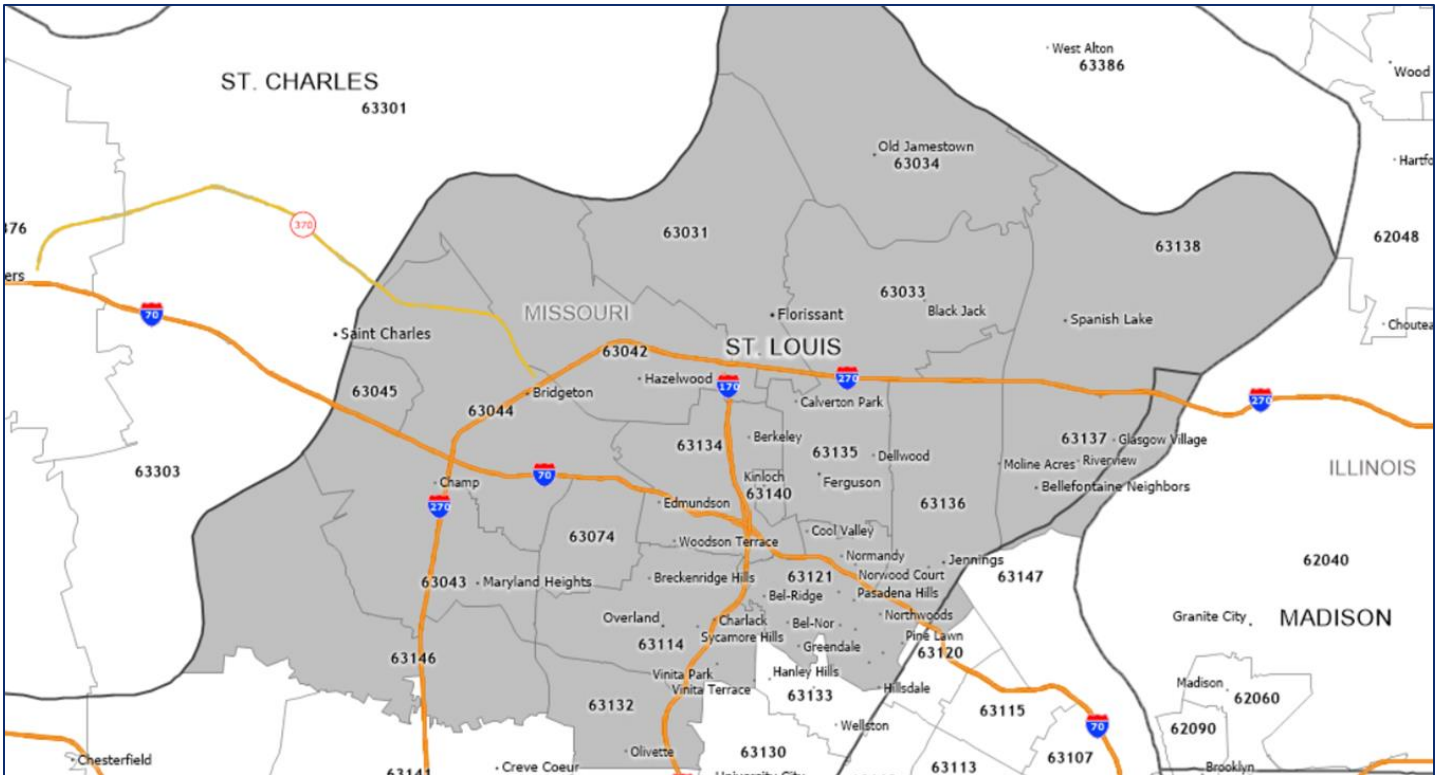 West Alton
63386
Wood
ST. CHARLES
63301
Old Jamestown
63034
Hartfo
376
370
63031
63138
62048
ers
63033
Black Jack
70
MISSOURI
Florissant
Spanish Lake
Choutea
Saint Charles
ST. LOUIS
63042
Hazelwood
170
270
270
63045
63044
Bridgeton
Calverton Park
63134
Berkeley
63135
Dellwood
63137
Glasgow Village
63303
Moline Acres
Riverview
ILLINOIS
Champ
70
Kinloch
63140
Ferguson
Bellefontaine Neighbors
270
Edmundson
63136
63074
Woodson Terrace
Cool Valley
Normandy
Jennings
62040
63043
Maryland Heights
Breckenridge Hills
63121
Norwood Court
63147
Bel-Ridge
Pasadena Hills
Overland
Charlack
Bel-Nor
Northwoods
Granite City
MADISON
63114
Sycamore Hills
Greendale
Pine Lawn
63120
63146
Vinita Park
Hanley Hills
Vinita Terrace
63133
Hillsdale
Madison
62060
63132
63115
Wellston
70
62090
Olivette
63130
63107
Chesterfield
63141
Creve Coeur
University City
63113
Brooklyn